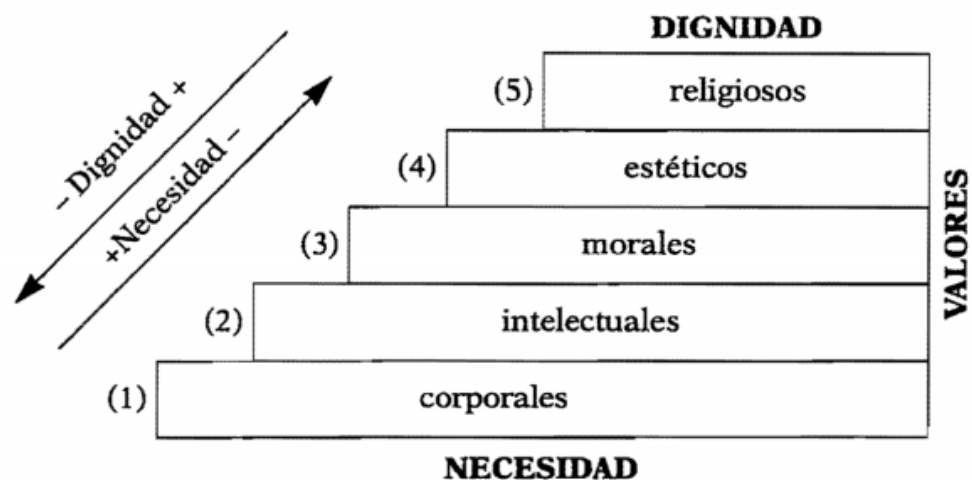 DIGNIDAD
– Dignidad +
+Necesidad –
(5) religiosos
(4) estéticos
(3) morales
(2) intelectuales
(1) corporales
VALORES
NECESIDAD